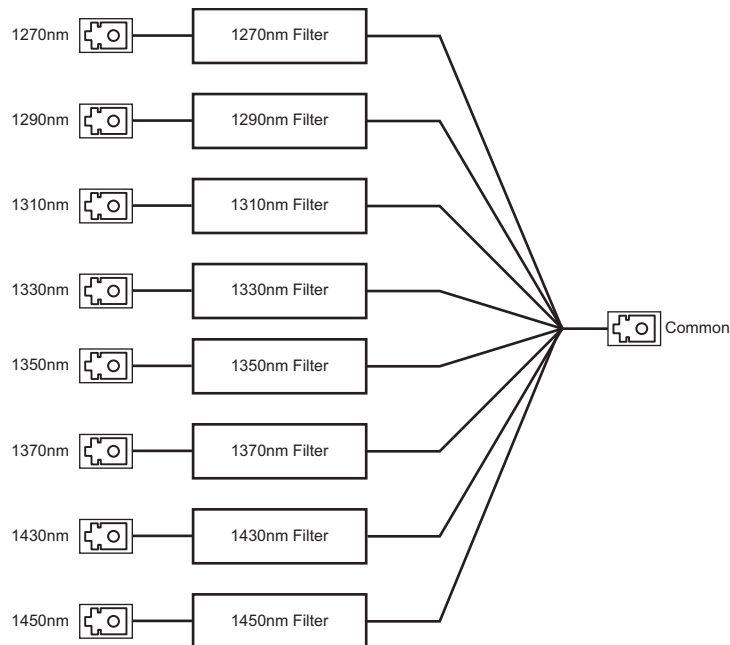 1270nm 1270nm Filter
1290nm 1290nm Filter
1310nm 1310nm Filter
1330nm 1330nm Filter
Common
1350nm 1350nm Filter
1370nm 1370nm Filter
1430nm 1430nm Filter
1450nm 1450nm Filter